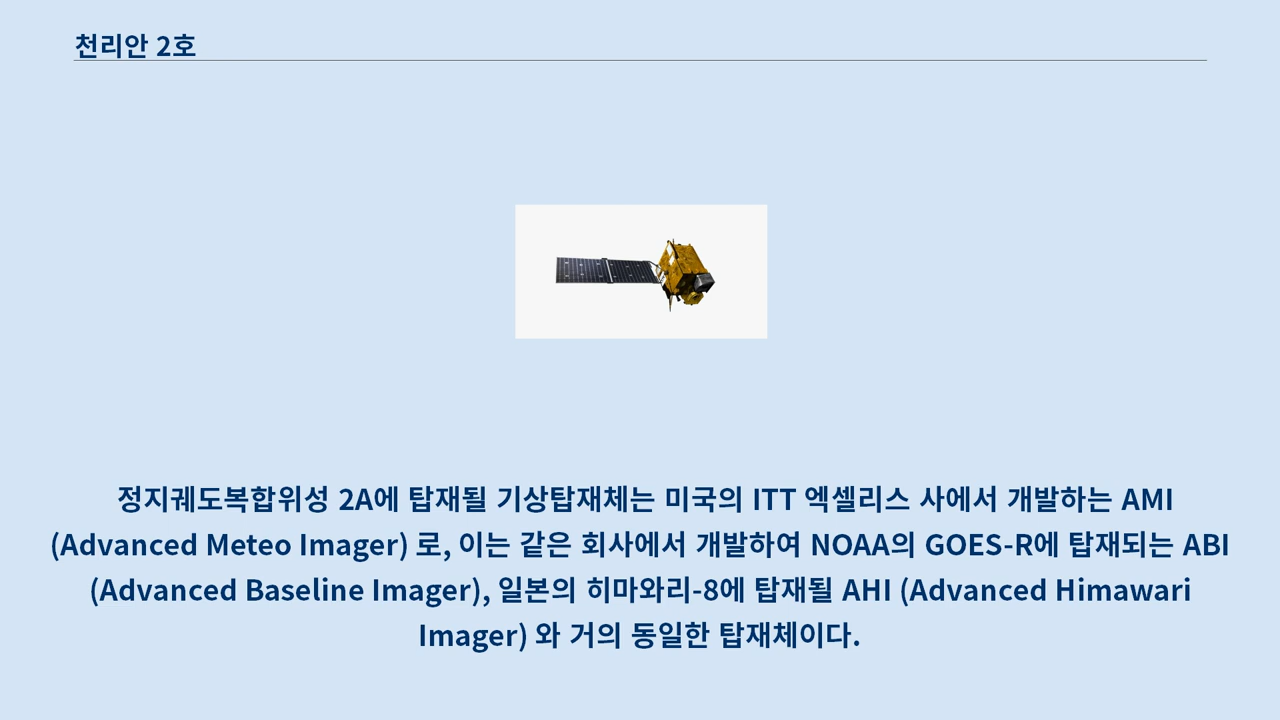 천리안 2호
정지궤도복합위성 2A에 탑재될 기상탑재체는 미국의 ITT 엑셀리스 사에서 개발하는 AMI
(Advanced Meteo Imager) 로, 이는 같은 회사에서 개발하여 NOAA의 GOES-R에 탑재되는 ABI
(Advanced Baseline Imager), 일본의 히마와리-8에 탑재될 AHI (Advanced Himawari
Imager) 와 거의 동일한 탑재체이다.